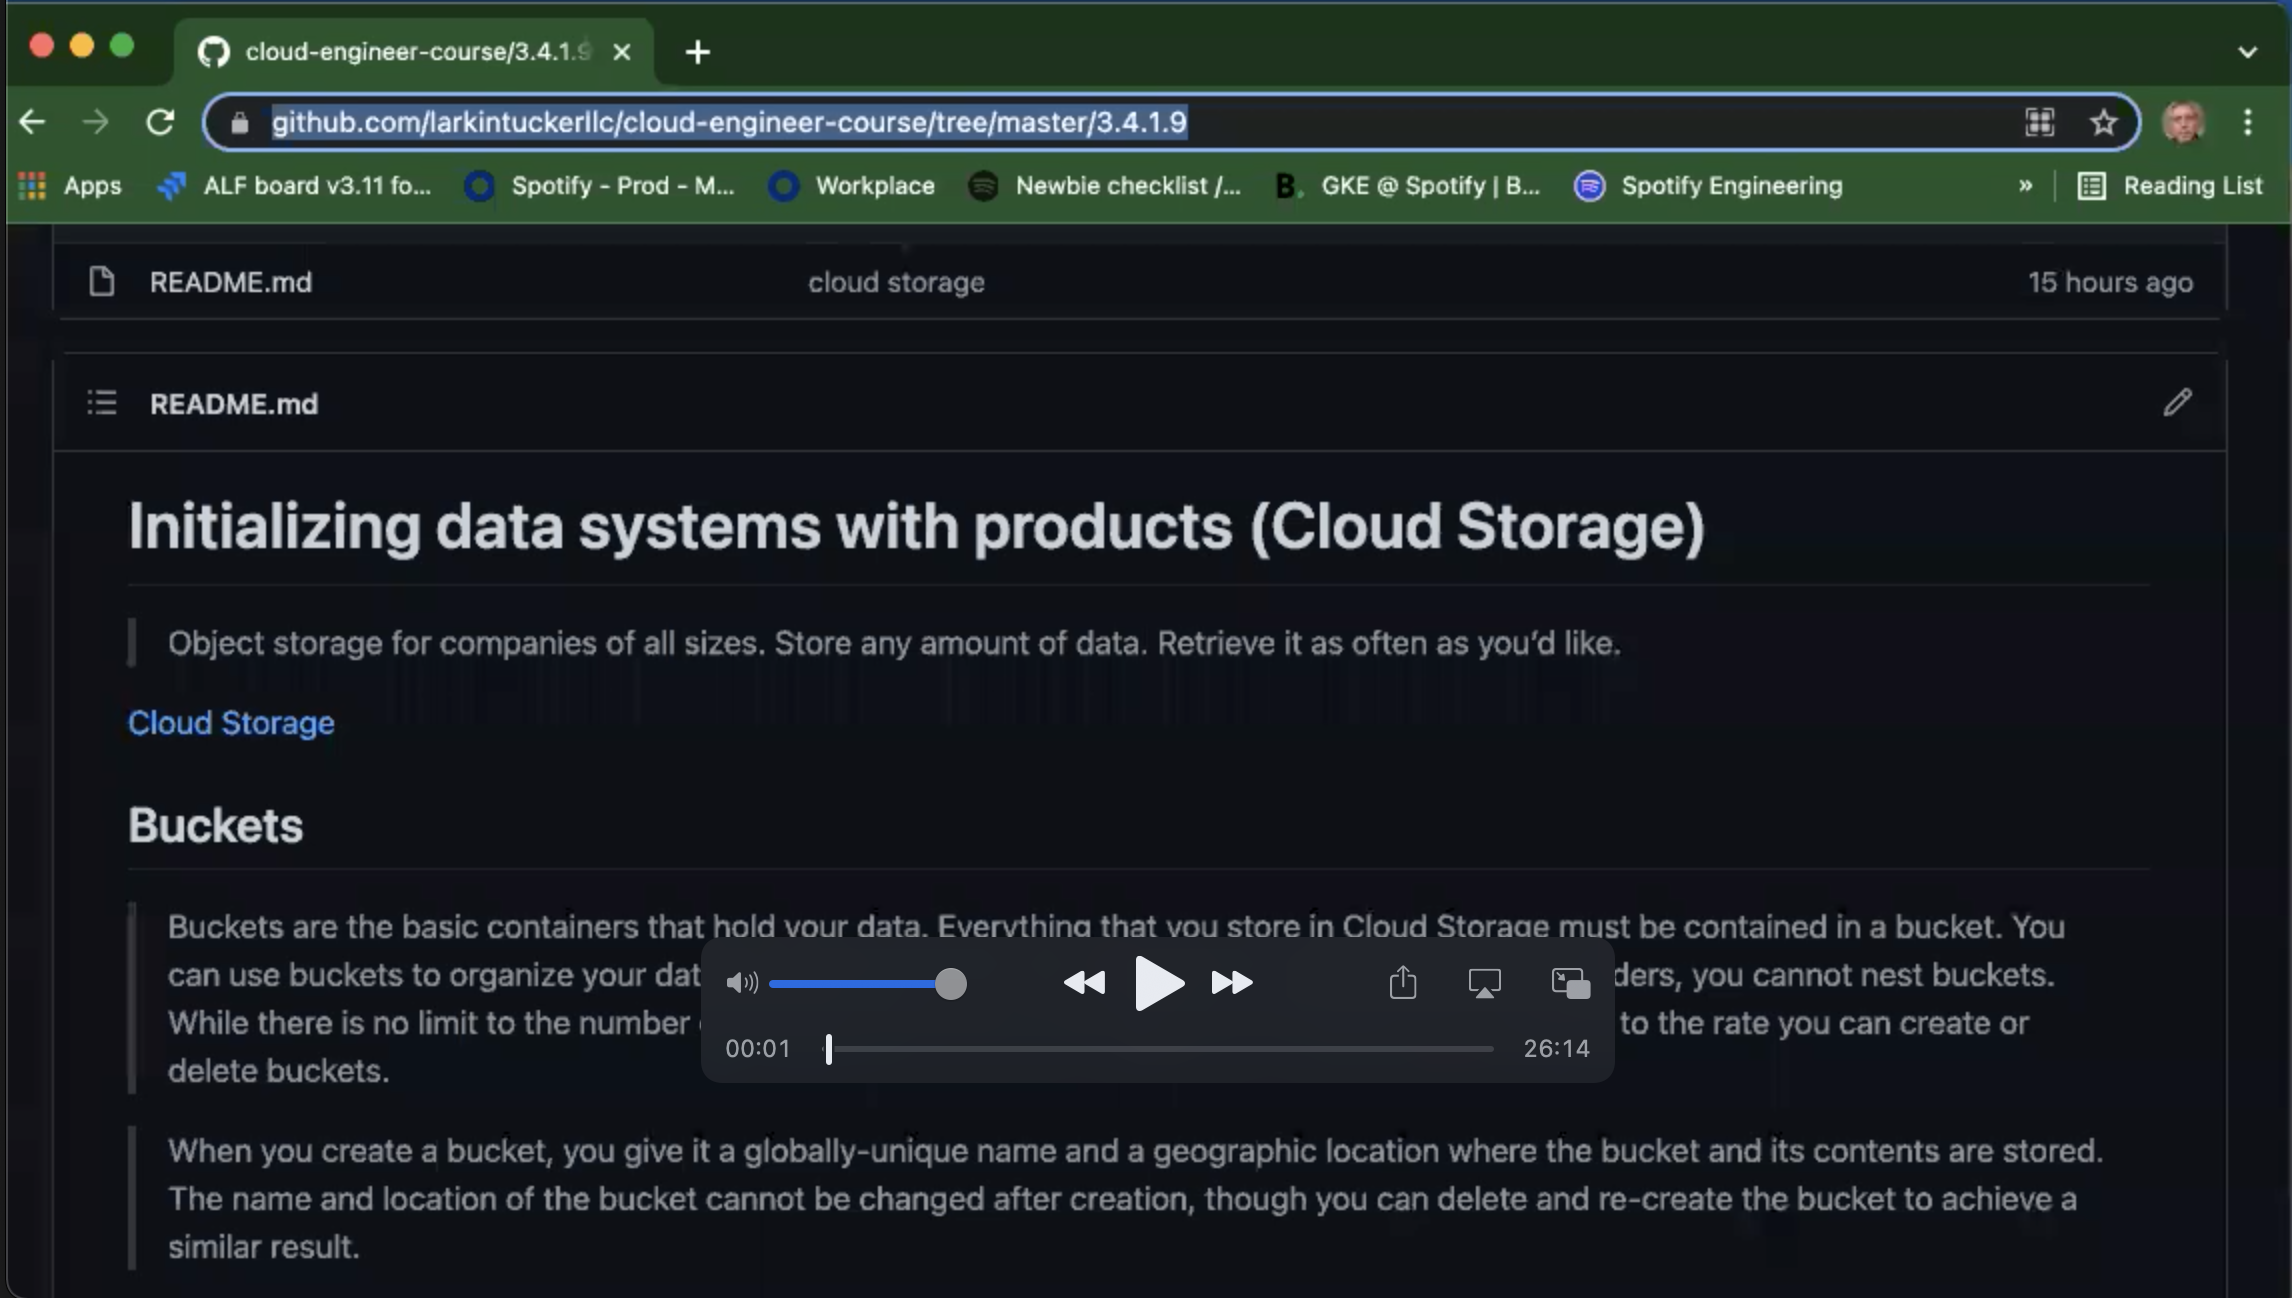 cloud-engineer-course/3.4.1.9
github.com/larkintuckerllc/cloud-engineer-course/tree/master/3.4.1.9
Apps ALF board v3.11 fo... Spotify - Prod - M... Workplace Newbie checklist /... B. GKE @ Spotify | B... Spotify Engineering » Reading List
README.md cloud storage 15 hours ago
README.md
Initializing data systems with products (Cloud Storage)
Object storage for companies of all sizes. Store any amount of data. Retrieve it as often as you’d like.
Cloud Storage
Buckets
Buckets are the basic containers that hold your data. Everything that you store in Cloud Storage must be contained in a bucket. You
can use buckets to organize your dat ders, you cannot nest buckets.
While there is no limit to the number to the rate you can create or
00:01 26:14
delete buckets.
When you create a bucket, you give it a globally-unique name and a geographic location where the bucket and its contents are stored.
The name and location of the bucket cannot be changed after creation, though you can delete and re-create the bucket to achieve a
similar result.